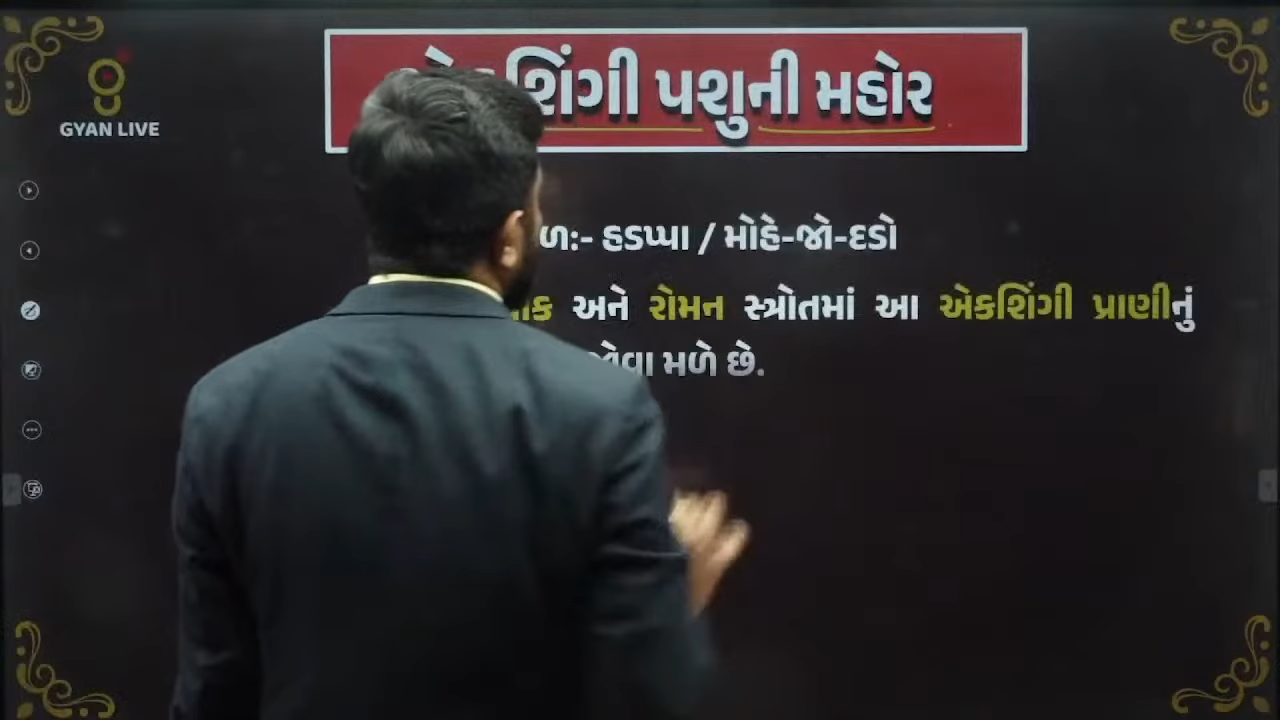 પશુની મહોર
GYAN LIVE
હડપ્પા / મોહે-જો-દડો
અને રોમન સ્ત્રોતમાં આ એકશિંગી પ્રાણીનું
મળે છે.